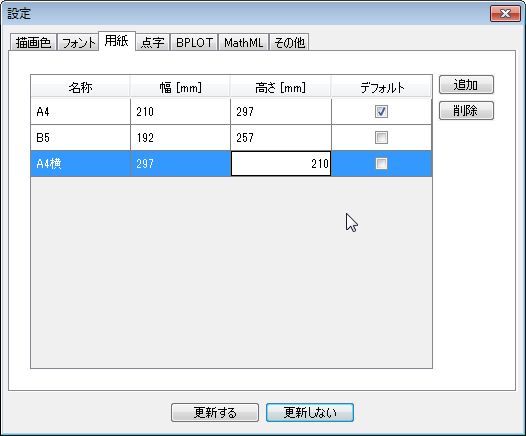 設定
描画色 フォント 用紙 点字 BPLOT MathML その他
名称 幅 [mm] 高さ [mm] デフォルト 追加
A4 210 297 削除
B5 192 257
A4横 297 210
更新する 更新しない